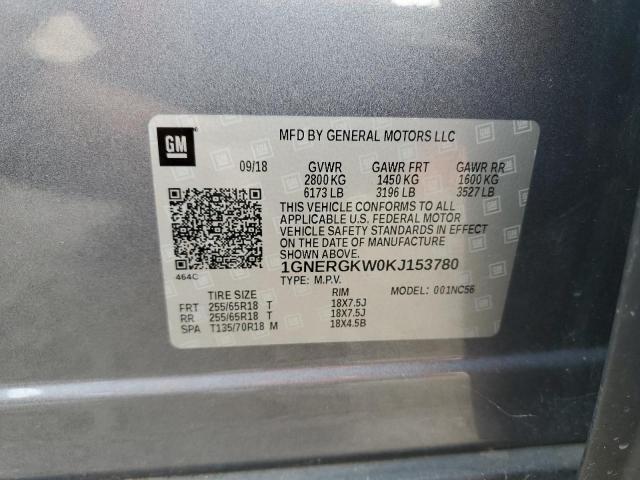 GM
MFD BY GENERAL MOTORS LLC
09/18 GVWR GAWR FRT GAWR RR
2800 KG 1450 KG 1600 KG
6173 LB 3196 LB 3527 LB
THIS VEHICLE CONFORMS TO ALL
APPLICABLE U.S. FEDERAL MOTOR
VEHICLE SAFETY STANDARDS IN EFFECT
ON THE DATE OF MANUFACTURE
SHOWN ABOVE.
464C
1GNERGKW0KJ153780
TYPE: M.P.V. MODEL: 001NC56
TIRE SIZE RIM
FRT 255/65R18 T 18X7.5J
RR 255/65R18 T 18X7.5J
SPA T135/70R18 M 18X4.5B